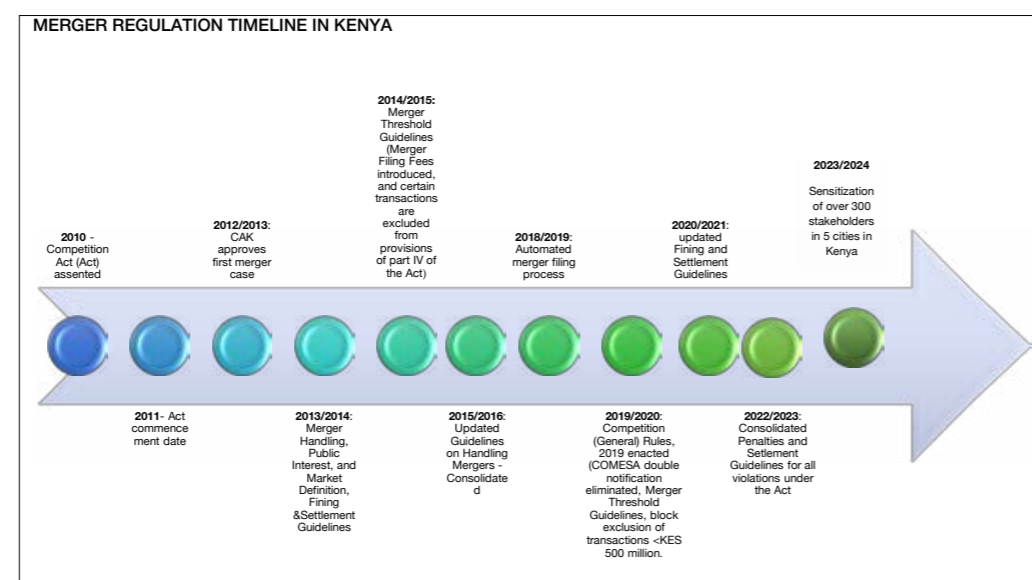 MERGER REGULATION TIMELINE IN KENYA
2010 -
Competition
Act (Act)
assented
2011- Act
commence
ment date
2012/2013:
CAK
approves
first merger
case
2013/2014:
Merger
Handling,
Public
Interest, and
Market
Definition,
Fining
&Settlement
Guidelines
2014/2015:
Merger
Threshold
Guidelines
(Merger
Filing Fees
introduced,
and certain
transactions
are
excluded
from
provisions
of part IV of
the Act)
2015/2016:
Updated
Guidelines
on Handling
Mergers -
Consolidate
d
2018/2019:
Automated
merger filing
process
2019/2020:
Competition
(General) Rules,
2019 enacted
(COMESA double
notification
eliminated, Merger
Threshold
Guidelines, block
exclusion of
transactions <KES
500 million.
2020/2021:
updated
Fining and
Settlement
Guidelines
2022/2023:
Consolidated
Penalties and
Setlement
Guidelines for all
violations under
the Act
2023/2024
Sensitization
of over 300
stakeholders
in 5 cities in
Kenya